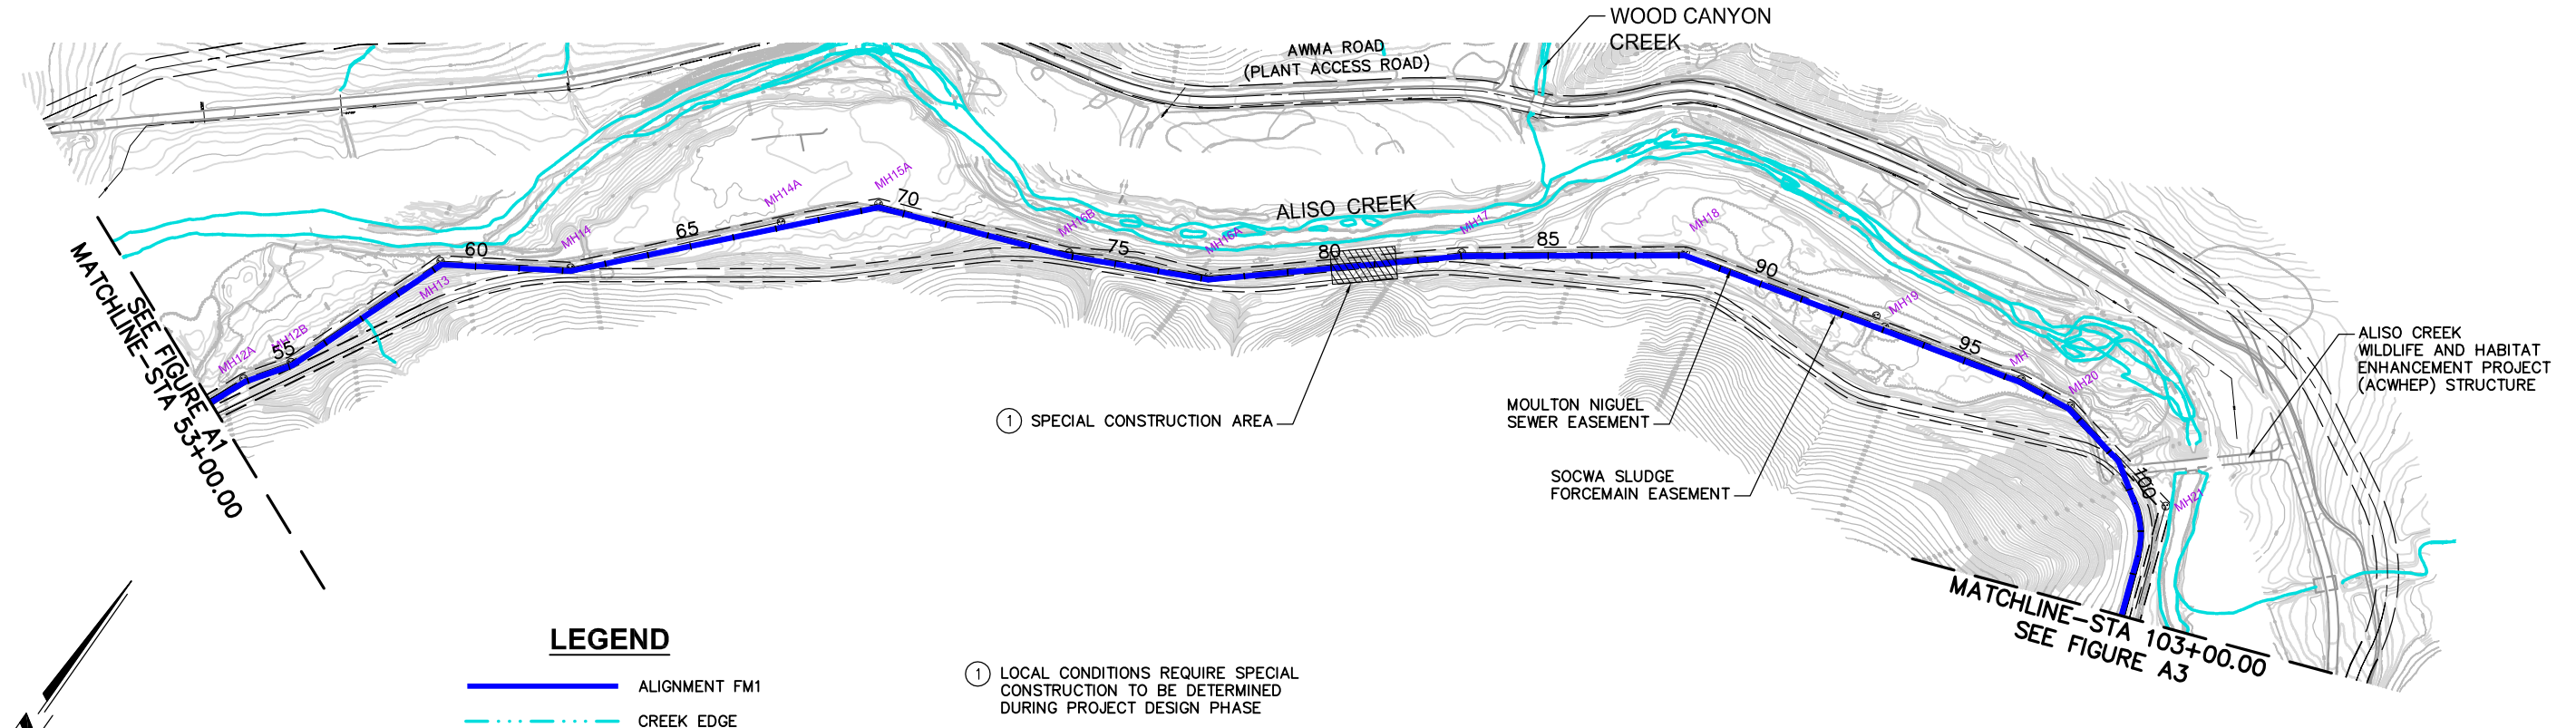 WOOD CANYON
CREEK
AWMA ROAD
(PLANT ACCESS ROAD)
ALISO CREEK
MH12A
MH12B
MH13
MH14
MH14A
MH15A
MH16B
MH16A
MH17
MH18
MH19
MH
MH20
MH21
55
60
65
70
75
80
85
90
95
100
SEE FIGURE A1
MATCHLINE-STA 53+00.00
1 SPECIAL CONSTRUCTION AREA
MOULTON NIGUEL
SEWER EASEMENT
SOCWA SLUDGE
FORCEMAIN EASEMENT
ALISO CREEK
WILDLIFE AND HABITAT
ENHANCEMENT PROJECT
(ACWHEP) STRUCTURE
MATCHLINE-STA 103+00.00
SEE FIGURE A3
LEGEND
ALIGNMENT FM1
CREEK EDGE
1 LOCAL CONDITIONS REQUIRE SPECIAL
CONSTRUCTION TO BE DETERMINED
DURING PROJECT DESIGN PHASE